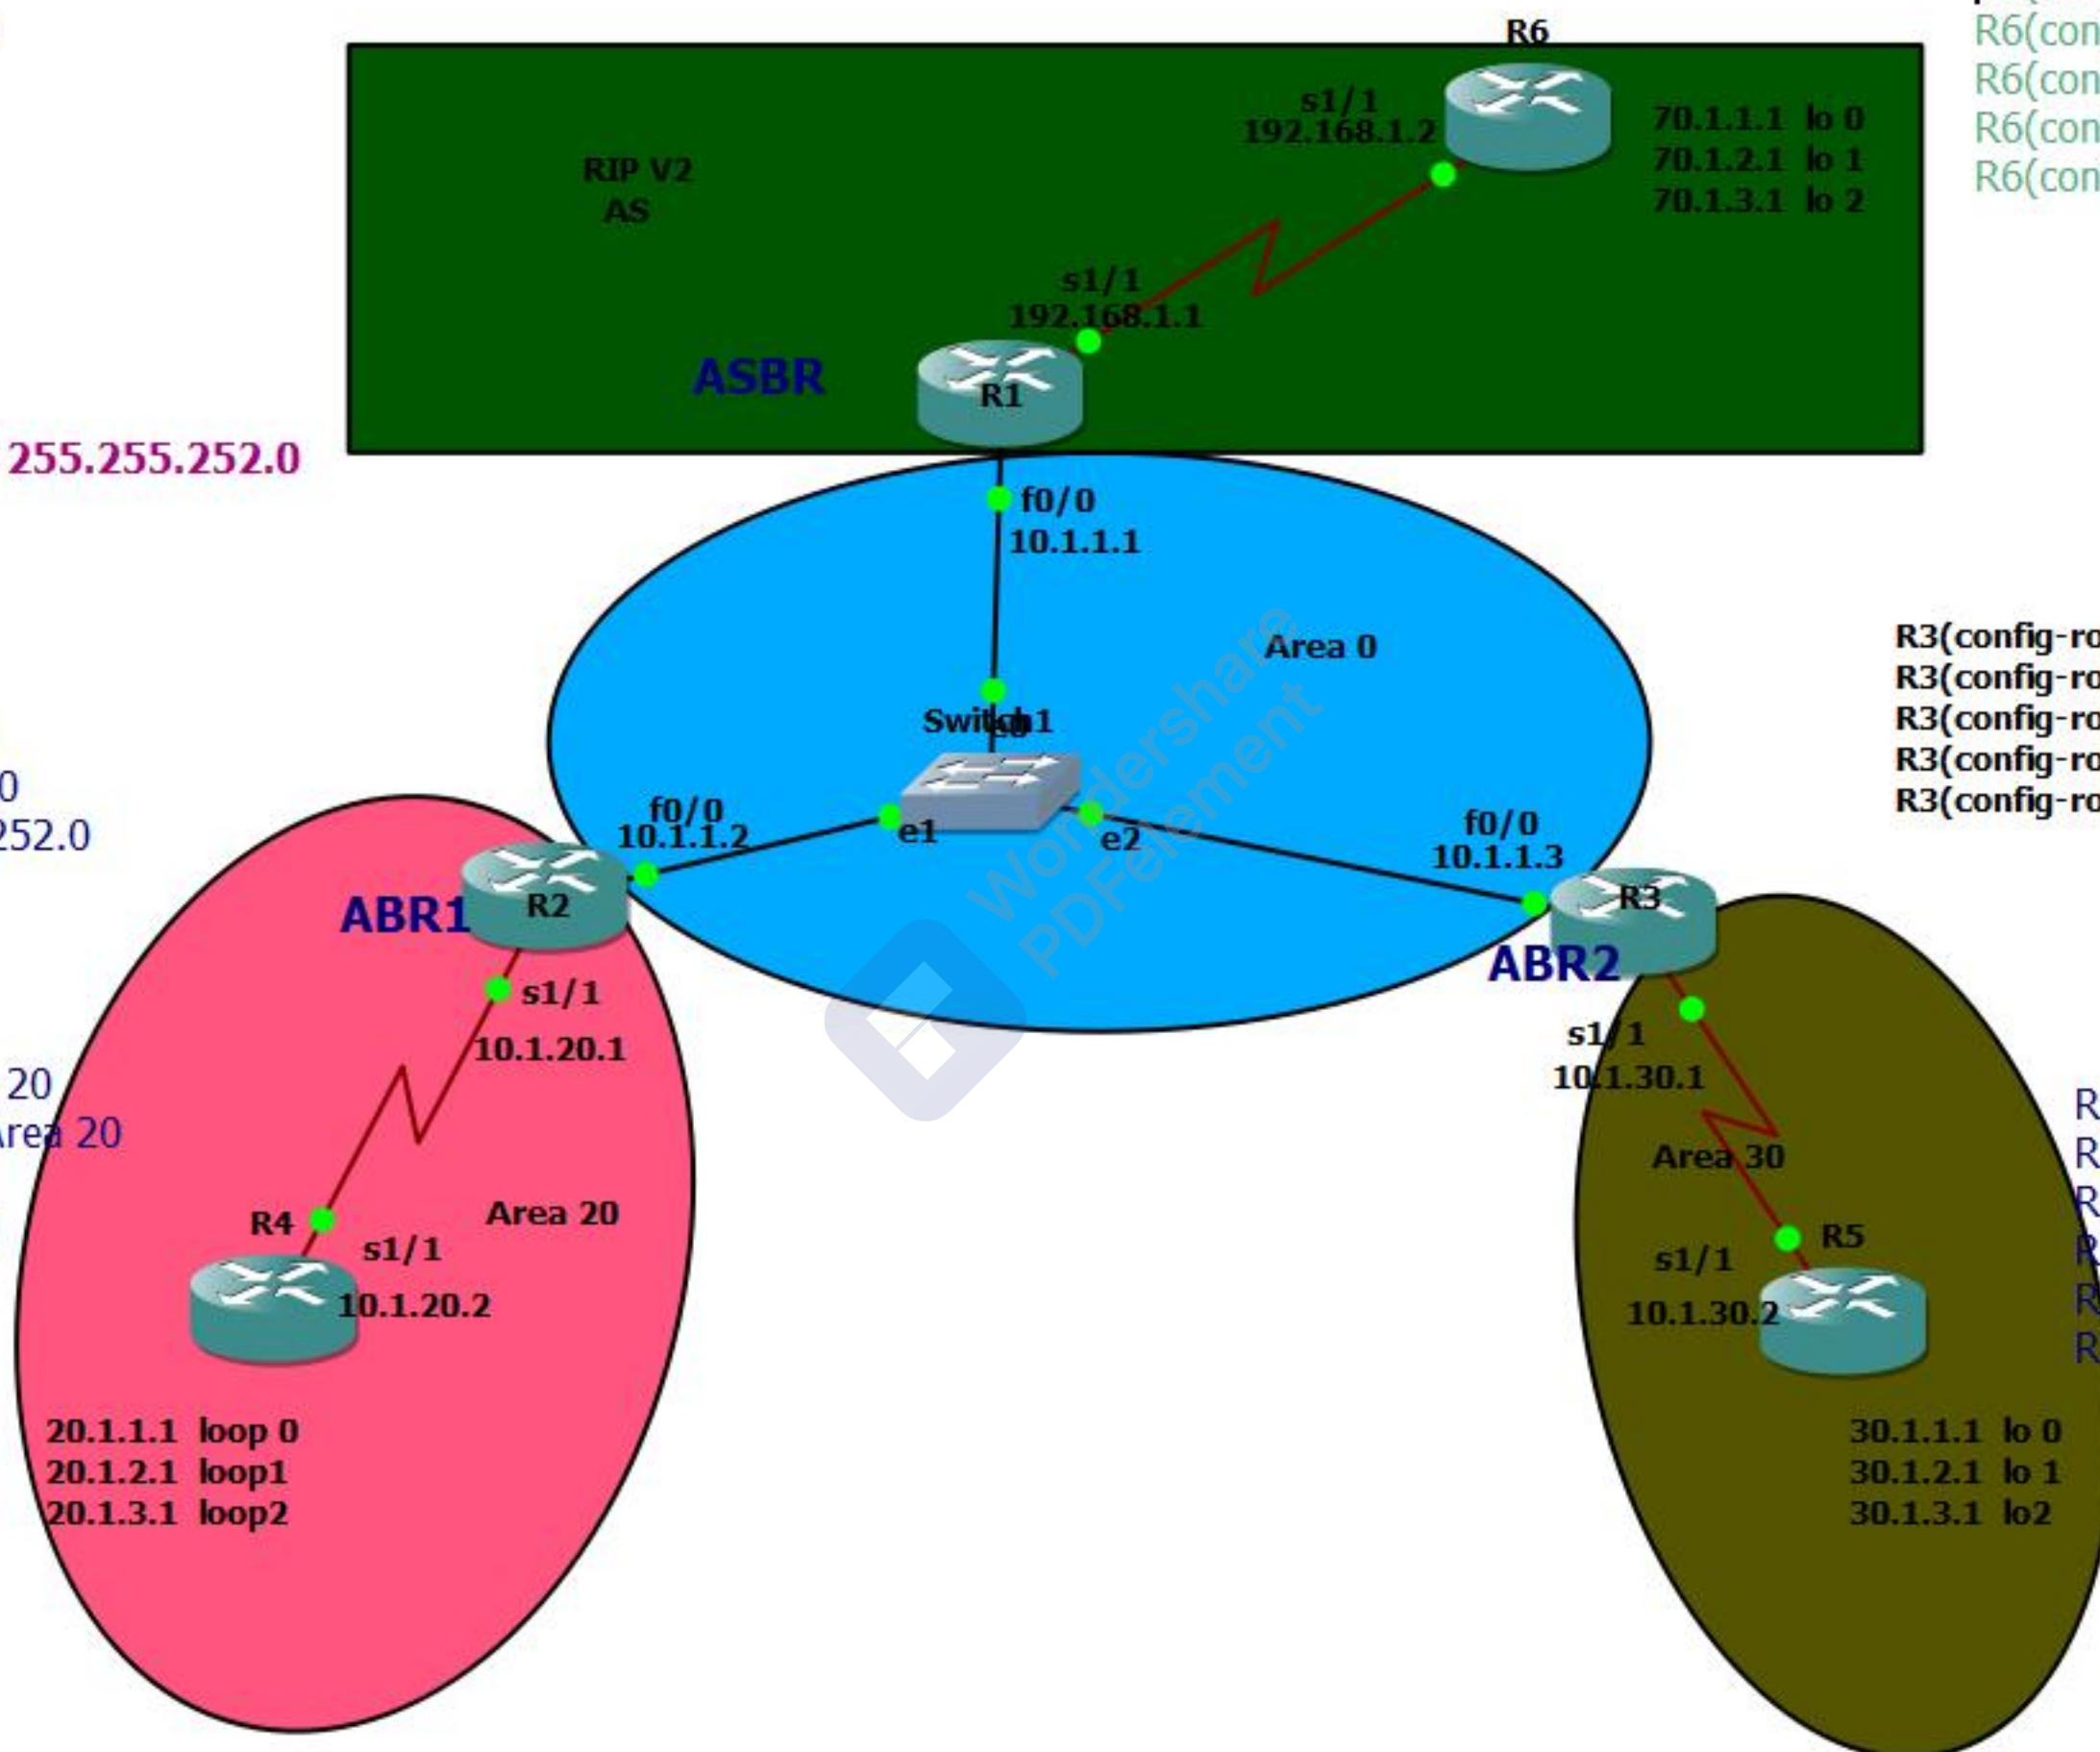 R6
R6(con
R6(con
R6(con
R6(con
s1/1
192.168.1.2
70.1.1.1 lo 0
70.1.2.1 lo 1
70.1.3.1 lo 2
RIP V2
AS
s1/1
192.168.1.1
ASBR
R1
255.255.252.0
f0/0
10.1.1.1
Area 0
R3(config-ro
R3(config-ro
R3(config-ro
R3(config-ro
R3(config-ro
Switch1
0
252.0
f0/0
10.1.1.2
e1
e2
f0/0
10.1.1.3
R2
ABR1
R3
ABR2
s1/1
10.1.20.1
s1/1
10.1.30.1
20
Area 20
Area 30
R
R
R
R
R
R
R4
Area 20
s1/1
10.1.20.2
R5
s1/1
10.1.30.2
20.1.1.1 loop 0
20.1.2.1 loop1
20.1.3.1 loop2
30.1.1.1 lo 0
30.1.2.1 lo 1
30.1.3.1 lo2
Wondershare
PDFelement